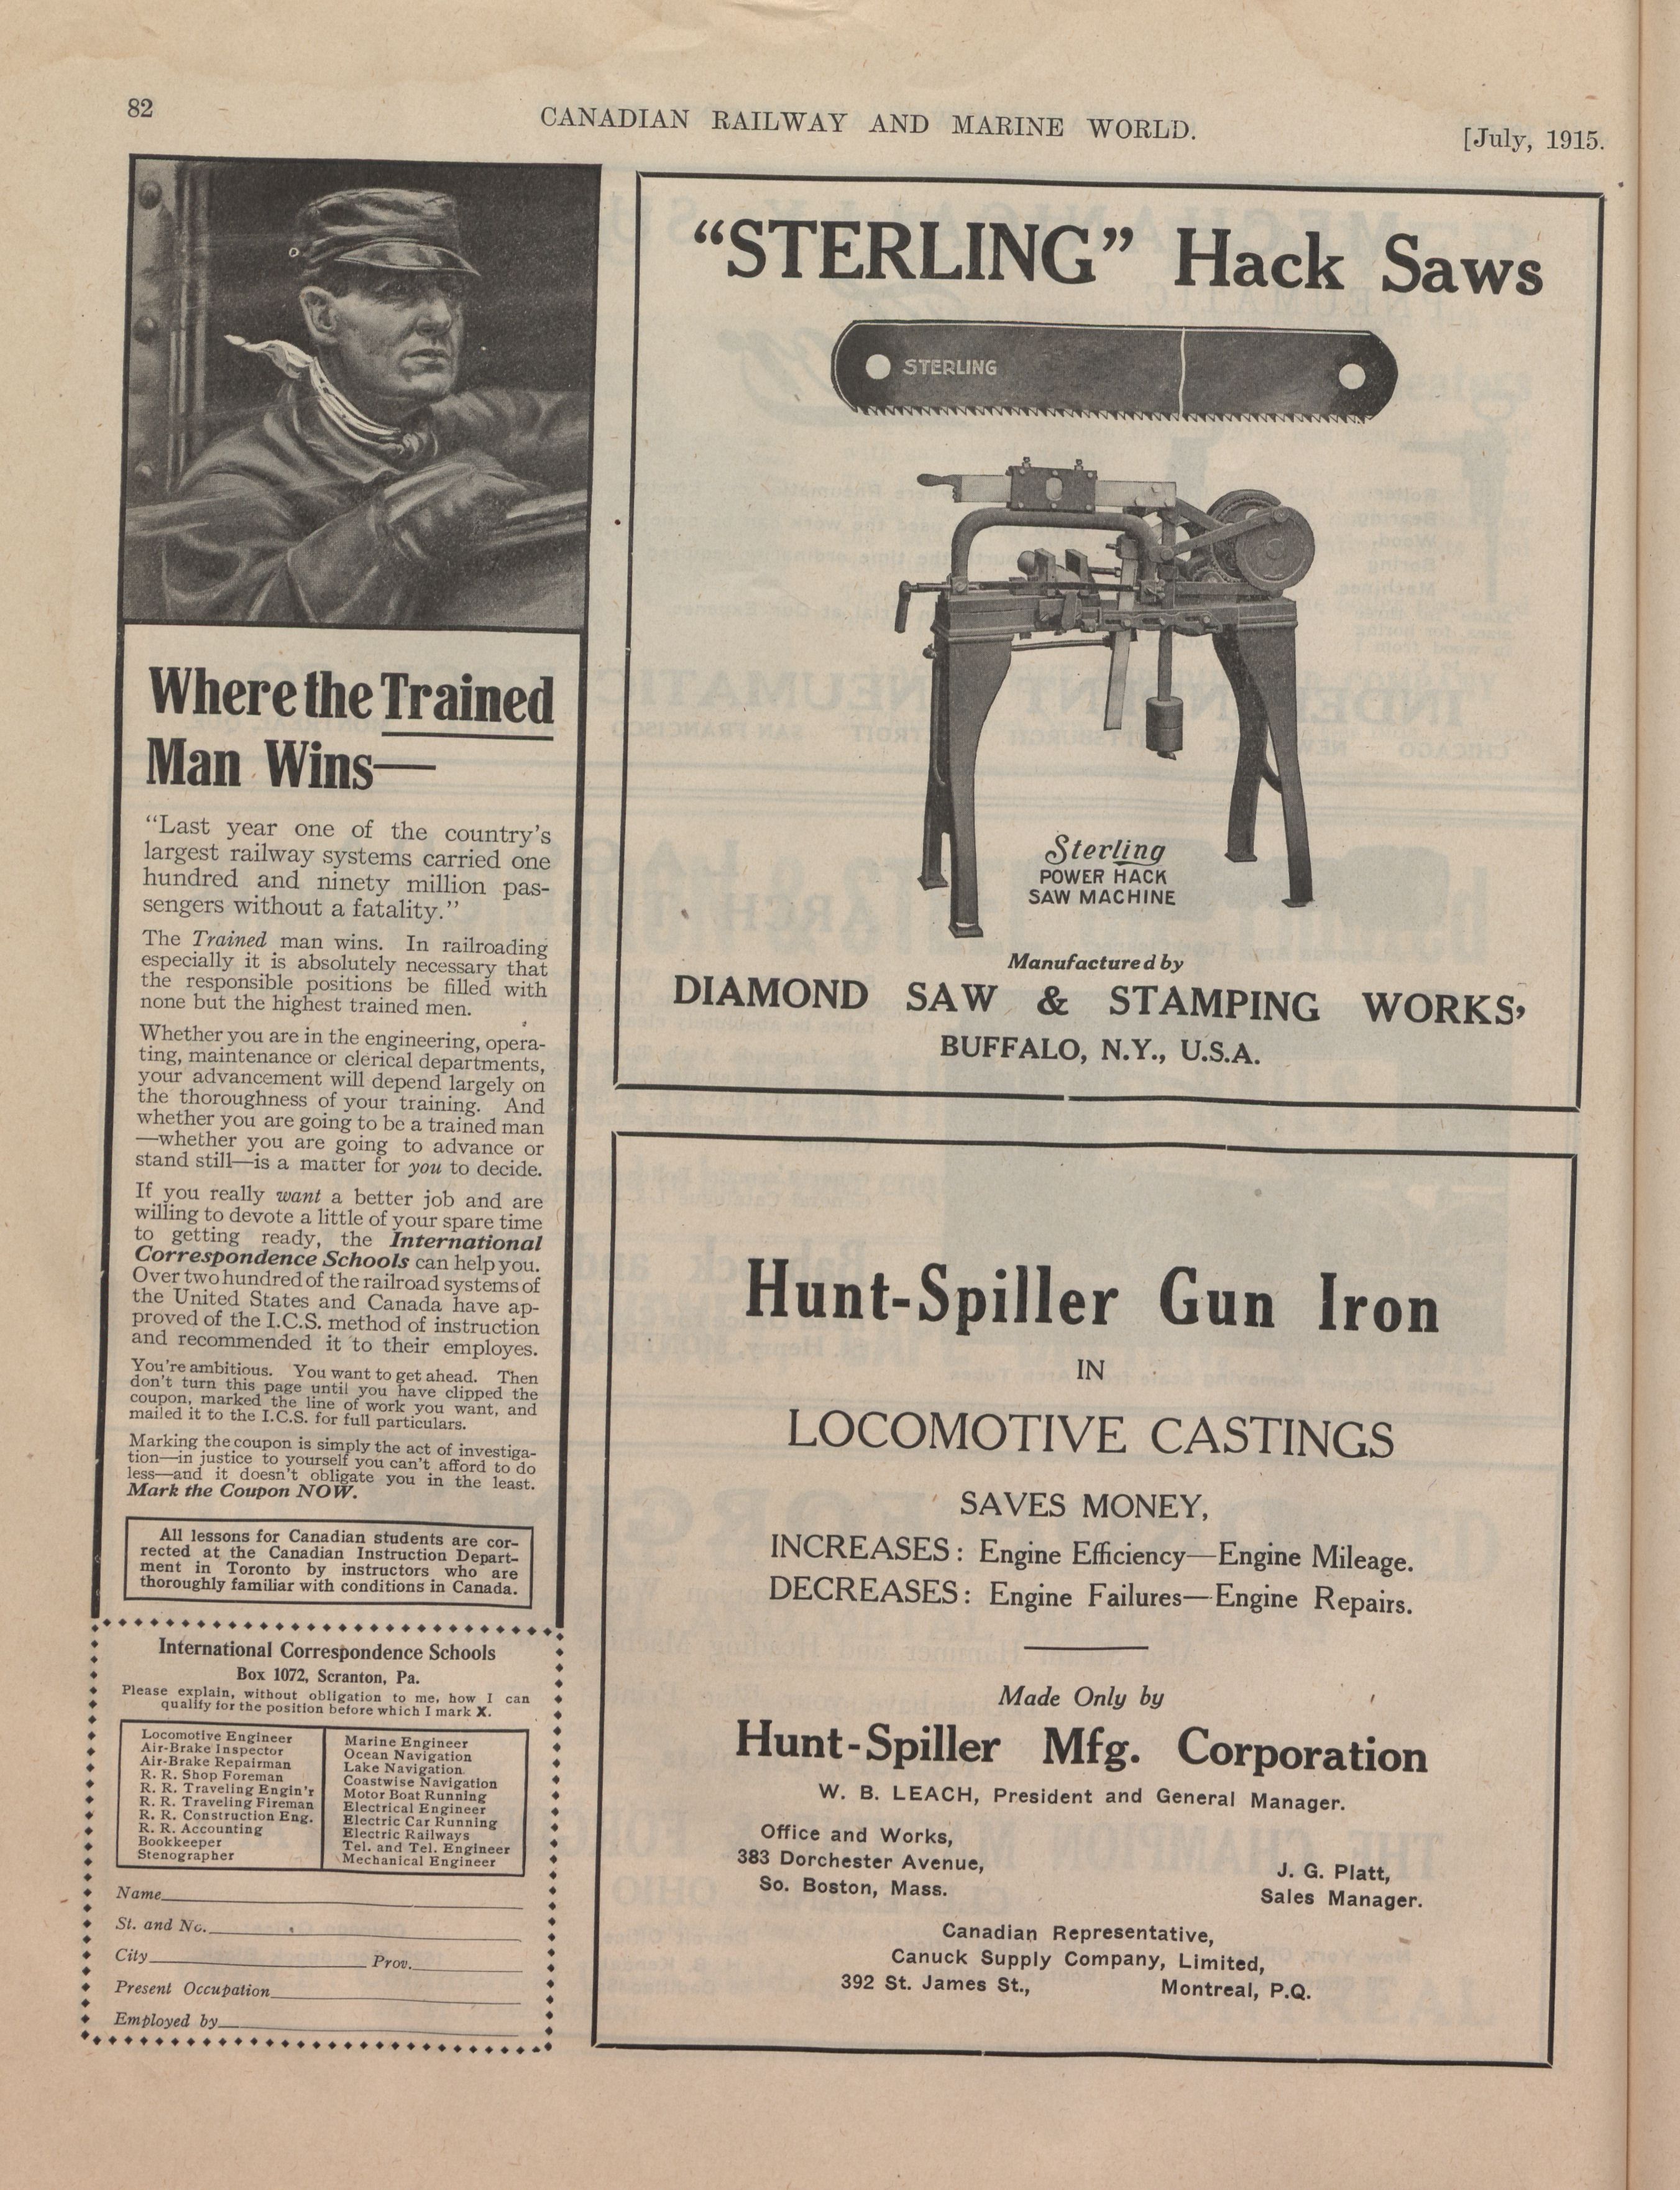 82
CANADIAN RAILWAY AND MARINE WORLD.
[July, 1915.
Where the Trained
Man Wins—
“Last year one of the country’s
largest railway systems carried one
hundred and ninety million pas-
sengers without a fatality.”
The Trained man wins. In railroading
especially it is absolutely necessary that
the responsible positions be filled with
none but the highest trained men.
Whether you are in the engineering, opera-
ting, maintenance or clerical departments,
your advancement will depend largely on
the thoroughness of your training. And
whether you are going to be a trained man
—whether you are going to advance or
stand still—is a matter for you to decide.
If you really want a better job and are
willing to devote a little of your spare time
to getting ready, the International
Correspondence Schools can help you.
Over two hundred of the railroad systems of
the United States and Canada have ap-
proved of the I.C.S. method of instruction
and recommended it to their employes.
You’re ambitious. You want to get ahead. Then
don’t turn this page until you have clipped the
coupon, marked the line of work you want, and
mailed it to the I.C.S. for full particulars.
Marking the coupon is simply the act of investiga-
tion—in justice to yourself you can’t afford to do
less—and it doesn’t obligate you in the least.
Mark the Coupon NOW.
All lessons for Canadian students are cor-
rected at the Canadian Instruction Depart-
ment in Toronto by instructors who are
thoroughly familiar with conditions in Canada.
International Correspondence Schools
Box 1072, Scranton, Pa.
Please explain, without obligation to me, how I can
qualify for the position before which I mark X.
Locomotive Engineer
Air-Brake Inspector
Air-Brake Repairman
R. R. Shop Foreman
R. R. Traveling Engin’r
R. R. Traveling Fireman
R. R. Construction Eng.
R. R. Accounting
Bookkeeper
Stenographer
Marine Engineer
Ocean Navigation
Lake Navigation
Coastwise Navigation
Motor Boat Running
Electrical Engineer
Electric Car Running
Electric Railways
Tel. and Tel. Engineer
Mechanical Engineer
Name
St. and No.
City Prov.
Present Occupation
Employed by
“STERLING” Hack Saws
STERLING
Sterling
POWER HACK
SAW MACHINE
Manufactured by
DIAMOND SAW & STAMPING WORKS,
BUFFALO, N.Y., U.S.A.
Hunt-Spiller Gun Iron
IN
LOCOMOTIVE CASTINGS
SAVES MONEY,
INCREASES: Engine Efficiency—Engine Mileage.
DECREASES: Engine Failures—Engine Repairs.
Made Only by
Hunt-Spiller Mfg. Corporation
W. B. LEACH, President and General Manager.
Office and Works,
383 Dorchester Avenue,
So. Boston, Mass.
J. G. Platt,
Sales Manager.
Canadian Representative,
Canuck Supply Company, Limited,
392 St. James St., Montreal, P.Q.